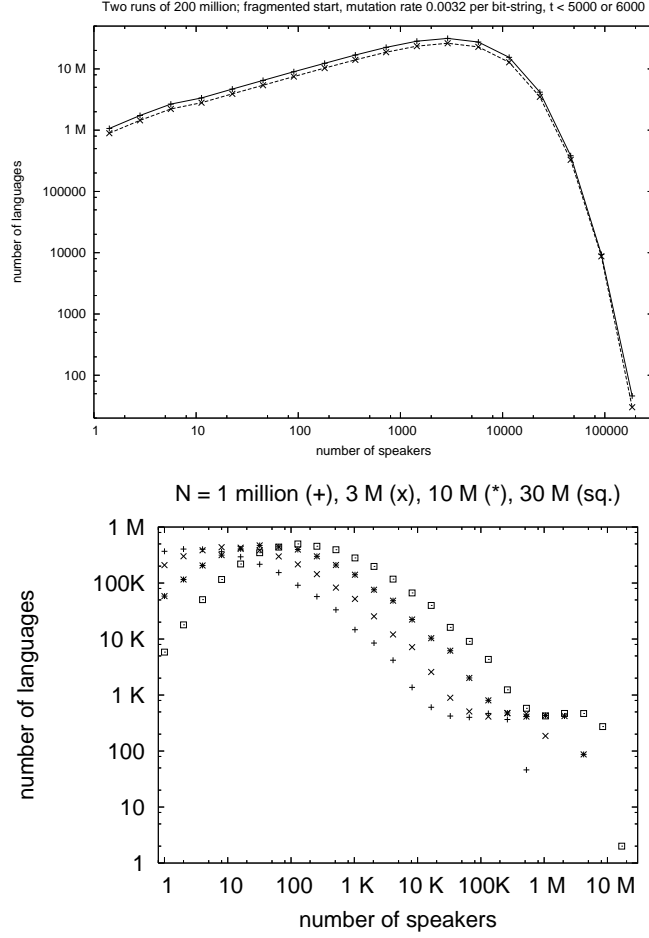 Two runs of 200 million; fragmented start, mutation rate 0.0032 per bit-string, t < 5000 or 6000
10 M
1 M
100000
10000
1000
100
number of languages
1
10
100
1000
10000
100000
number of speakers
N = 1 million (+), 3 M (x), 10 M (*), 30 M (sq.)
1 M
100K
10 K
1 K
100
10
1
number of languages
1
10
100
1 K
10 K
100K
1 M
10 M
number of speakers